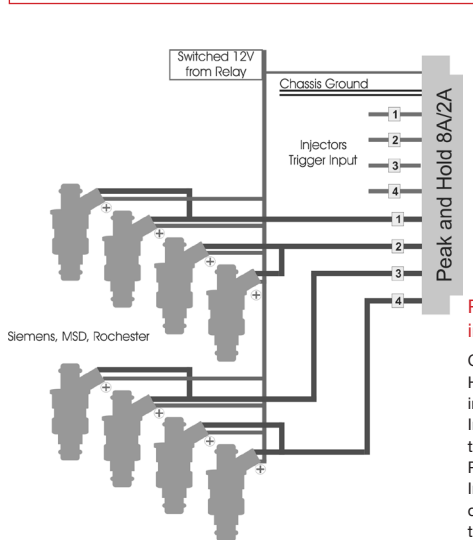 Switched 12V
from Relay
Chassis Ground
1
Injectors
Trigger Input
2
3
4
Peak and Hold 8A/2A
1
2
3
4
+
+
+
+
Siemens, MSD, Rochester
+
+
+
+